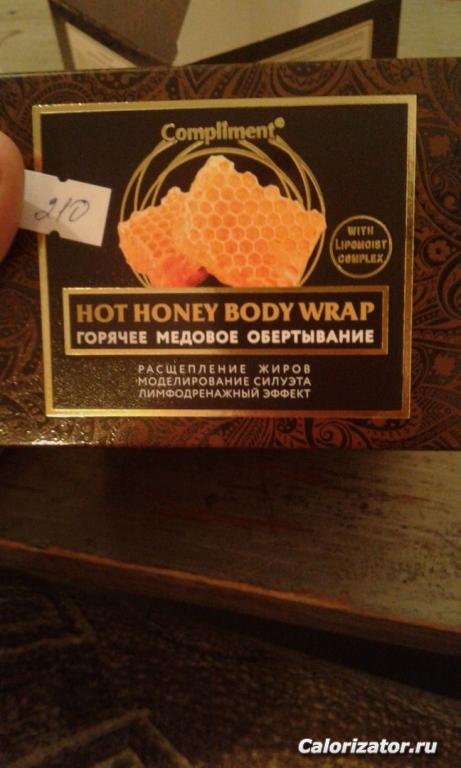 Compliment®
210
WITH
LIPOMOIST
COMPLEX
HOT HONEY BODY WRAP
ГОРЯЧЕЕ МЕДОВОЕ ОБЕРТЫВАНИЕ
РАСЩЕПЛЕНИЕ ЖИРОВ
МОДЕЛИРОВАНИЕ СИЛУЭТА
ЛИМФОДРЕНАЖНЫЙ ЭФФЕКТ
Calorizator.ru